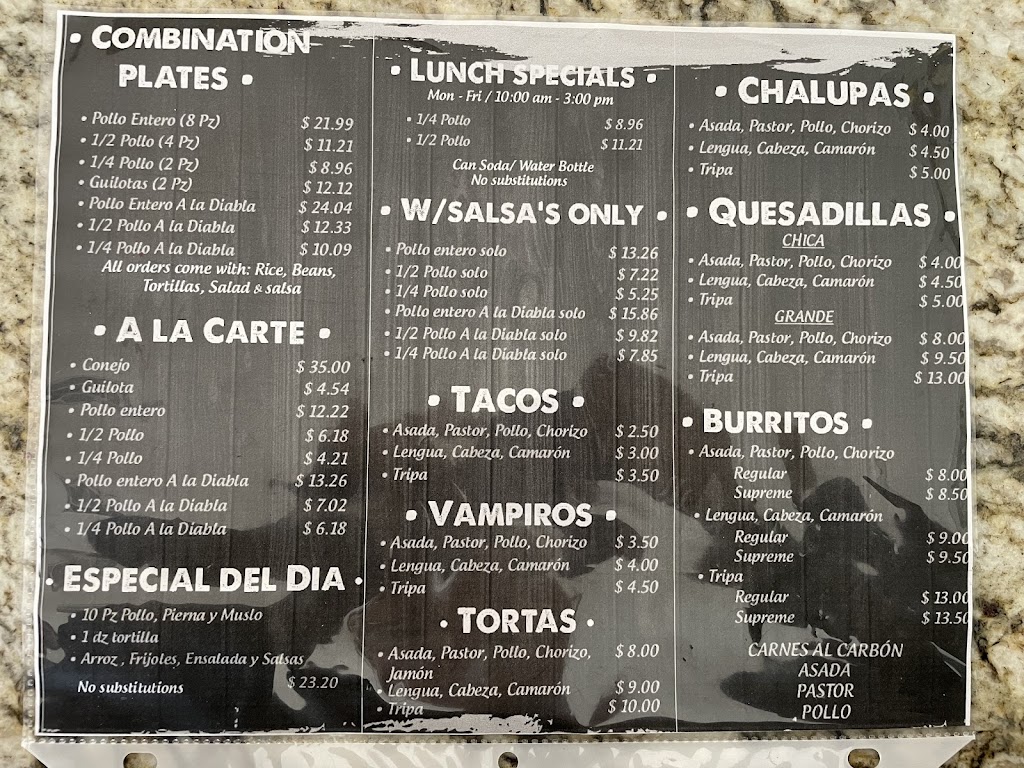 • COMBINATION
PLATES •
• Pollo Entero (8 Pz) $ 21.99
• 1/2 Pollo (4 Pz) $ 11.21
• 1/4 Pollo (2 Pz) $ 8.96
• Guilotas (2 Pz) $ 12.12
• Pollo Entero A la Diabla $ 24.04
• 1/2 Pollo A la Diabla $ 12.33
• 1/4 Pollo A la Diabla $ 10.09
All orders come with: Rice, Beans,
Tortillas, Salad & salsa
• A LA CARTE •
• Conejo $ 35.00
• Guilota $ 4.54
• Pollo entero $ 12.22
• 1/2 Pollo $ 6.18
• 1/4 Pollo $ 4.21
• Pollo entero A la Diabla $ 13.26
• 1/2 Pollo A la Diabla $ 7.02
• 1/4 Pollo A la Diabla $ 6.18
• ESPECIAL DEL DIA •
• 10 Pz Pollo, Pierna y Muslo
• 1 dz tortilla
• Arroz , Frijoles, Ensalada y Salsas
No substitutions $ 23.20
• LUNCH SPECIALS •
Mon - Fri / 10:00 am - 3:00 pm
• 1/4 Pollo $ 8.96
• 1/2 Pollo $ 11.21
Can Soda/ Water Bottle
No substitutions
• W/SALSA'S ONLY •
• Pollo entero solo $ 13.26
• 1/2 Pollo solo $ 7.22
• 1/4 Pollo solo $ 5.25
• Pollo entero A la Diabla solo $ 15.86
• 1/2 Pollo A la Diabla solo $ 9.82
• 1/4 Pollo A la Diabla solo $ 7.85
• TACOS •
• Asada, Pastor, Pollo, Chorizo $ 2.50
• Lengua, Cabeza, Camarón $ 3.00
• Tripa $ 3.50
• VAMPIROS •
• Asada, Pastor, Pollo, Chorizo $ 3.50
• Lengua, Cabeza, Camarón $ 4.00
• Tripa $ 4.50
• TORTAS •
• Asada, Pastor, Pollo, Chorizo, $ 8.00
Jamón
• Lengua, Cabeza, Camarón $ 9.00
• Tripa $ 10.00
• CHALUPAS •
• Asada, Pastor, Pollo, Chorizo $ 4.00
• Lengua, Cabeza, Camarón $ 4.50
• Tripa $ 5.00
• QUESADILLAS •
CHICA
• Asada, Pastor, Pollo, Chorizo $ 4.00
• Lengua, Cabeza, Camarón $ 4.50
• Tripa $ 5.00
GRANDE
• Asada, Pastor, Pollo, Chorizo $ 8.00
• Lengua, Cabeza, Camarón $ 9.50
• Tripa $ 13.00
• BURRITOS •
• Asada, Pastor, Pollo, Chorizo
Regular $ 8.00
Supreme $ 8.50
• Lengua, Cabeza, Camarón
Regular $ 9.00
Supreme $ 9.50
• Tripa
Regular $ 13.00
Supreme $ 13.50
CARNES AL CARBÓN
ASADA
PASTOR
POLLO